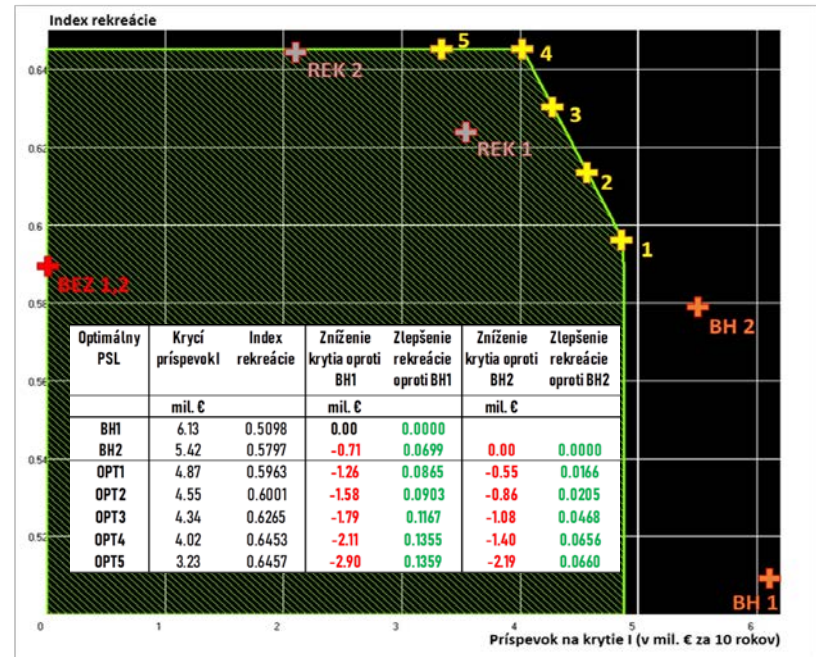 Index rekreácie
5
4
0.64
REK 2
3
REK 1
0.62
2
0.6
1
BEZ 1,2
0.58
BH 2
Optimálny PSL Krycí príspevok I Index rekreácie Zníženie krytia oproti BH1 Zlepšenie rekreácie oproti BH1 Zníženie krytia oproti BH2 Zlepšenie rekreácie oproti BH2
0.56
mil. € mil. € mil. €
BH1 6.13 0.5098 0.00 0.0000
BH2 5.42 0.5797 -0.71 0.0699 0.00 0.0000
0.54
OPT1 4.87 0.5963 -1.26 0.0865 -0.55 0.0166
OPT2 4.55 0.6001 -1.58 0.0903 -0.86 0.0205
OPT3 4.34 0.6265 -1.79 0.1167 -1.08 0.0468
0.52
OPT4 4.02 0.6453 -2.11 0.1355 -1.40 0.0656
OPT5 3.23 0.6457 -2.90 0.1359 -2.19 0.0660
BH 1
0 1 2 3 4 5 6
Príspevok na krytie I (v mil. € za 10 rokov)